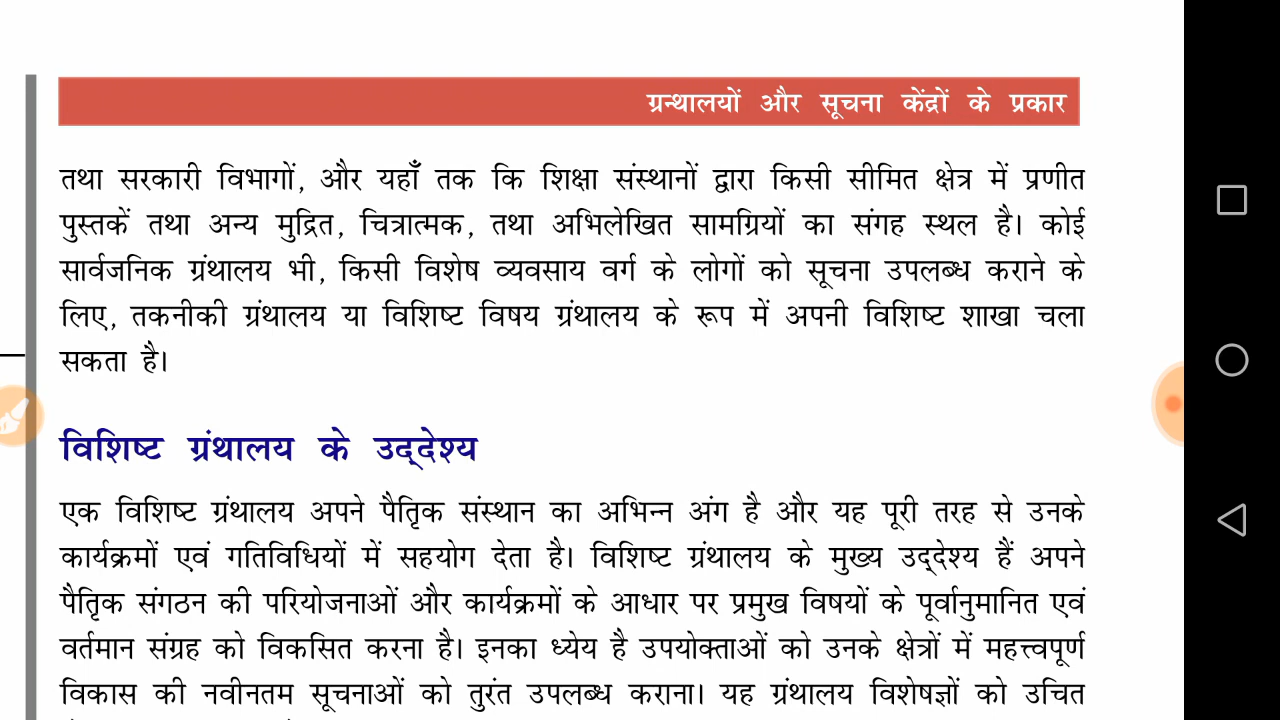 ग्रन्थालयों और सूचना केंद्रों के प्रकार
तथा सरकारी विभागों, और यहाँ तक कि शिक्षा संस्थानों द्वारा किसी सीमित क्षेत्र में प्रणीत
पुस्तकें तथा अन्य मुद्रित, चित्रात्मक, तथा अभिलेखित सामग्रियों का संगह स्थल है। कोई
सार्वजनिक ग्रंथालय भी, किसी विशेष व्यवसाय वर्ग के लोगों को सूचना उपलब्ध कराने के
लिए, तकनीकी ग्रंथालय या विशिष्ट विषय ग्रंथालय के रूप में अपनी विशिष्ट शाखा चला
सकता है।
विशिष्ट ग्रंथालय के उद्देश्य
एक विशिष्ट ग्रंथालय अपने पैतृिक संस्थान का अभिन्न अंग है और यह पूरी तरह से उनके
कार्यक्रमों एवं गतिविधियों में सहयोग देता है। विशिष्ट ग्रंथालय के मुख्य उद्देश्य हैं अपने
पैतृिक संगठन की परियोजनाओं और कार्यक्रमों के आधार पर प्रमुख विषयों के पूर्वानुमानित एवं
वर्तमान संग्रह को विकसित करना है। इनका ध्येय है उपयोक्ताओं को उनके क्षेत्रों में महत्त्वपूर्ण
विकास की नवीनतम सूचनाओं को तुरंत उपलब्ध कराना। यह ग्रंथालय विशेषज्ञों को उचित